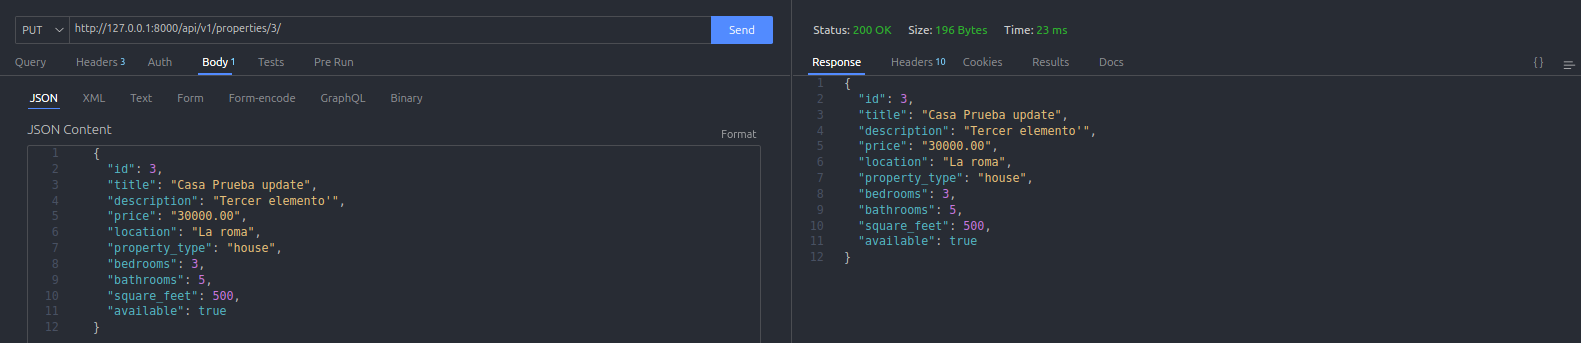 PUT http://127.0.0.1:8000/api/v1/properties/3/ Send
Query Headers 3 Auth Body 1 Tests Pre Run
JSON XML Text Form Form-encode GraphQL Binary
JSON Content
Format
1 {
2 "id": 3,
3 "title": "Casa Prueba update",
4 "description": "Tercer elemento'",
5 "price": "30000.00",
6 "location": "La roma",
7 "property_type": "house",
8 "bedrooms": 3,
9 "bathrooms": 5,
10 "square_feet": 500,
11 "available": true
12 }
Status: 200 OK Size: 196 Bytes Time: 23 ms
Response Headers 10 Cookies Results Docs { }
1 {
2 "id": 3,
3 "title": "Casa Prueba update",
4 "description": "Tercer elemento'",
5 "price": "30000.00",
6 "location": "La roma",
7 "property_type": "house",
8 "bedrooms": 3,
9 "bathrooms": 5,
10 "square_feet": 500,
11 "available": true
12 }